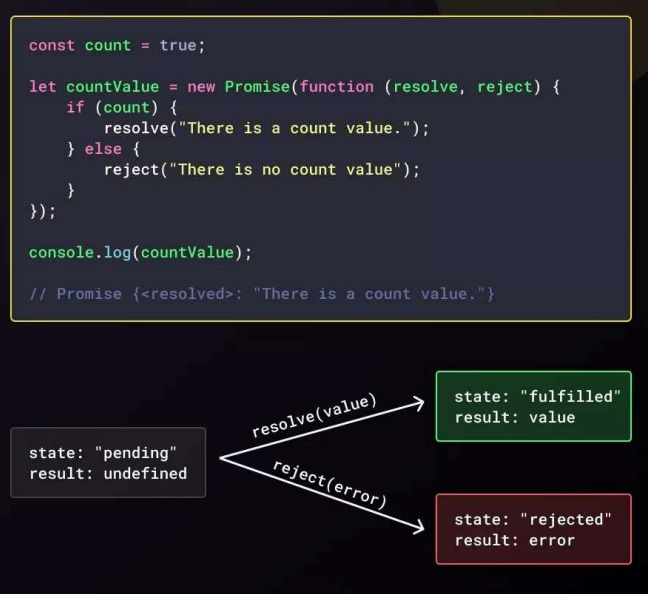 const count = true;
let countValue = new Promise(function (resolve, reject) {
    if (count) {
        resolve("There is a count value.");
    } else {
        reject("There is no count value");
    }
});
console.log(countValue);
// Promise {<resolved>: "There is a count value."}
state: "pending"
result: undefined
resolve(value)
reject(error)
state: "fulfilled"
result: value
state: "rejected"
result: error